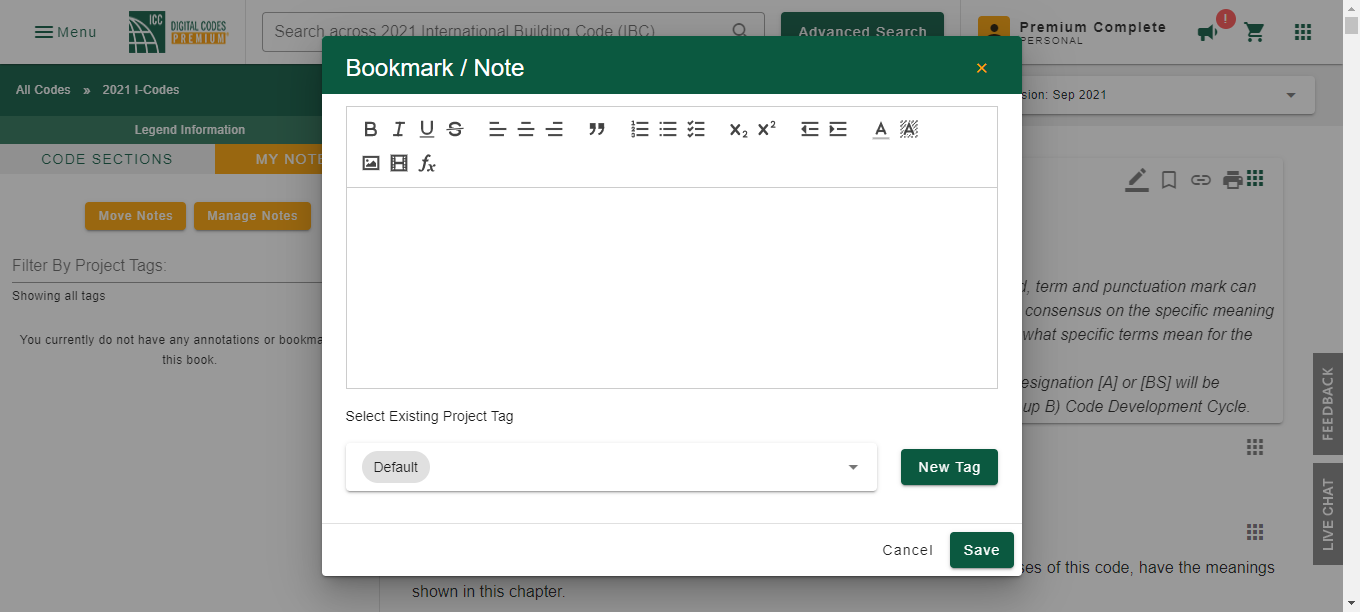 Menu
ICC
DIGITAL CODES
PREMIUM
Search across 2021 International Building Code (IBC)
Advanced Search
Premium Complete
PERSONAL
!
All Codes » 2021 I-Codes
Legend Information
CODE SECTIONS
MY NOTE
Move Notes
Manage Notes
Filter By Project Tags:
Showing all tags
You currently do not have any annotations or bookma
this book.
sion: Sep 2021
Bookmark / Note
×
Select Existing Project Tag
Default
New Tag
Cancel
Save
, term and punctuation mark can
consensus on the specific meaning
what specific terms mean for the
esignation [A] or [BS] will be
up B) Code Development Cycle.
ses of this code, have the meanings
shown in this chapter.
FEEDBACK
LIVE CHAT